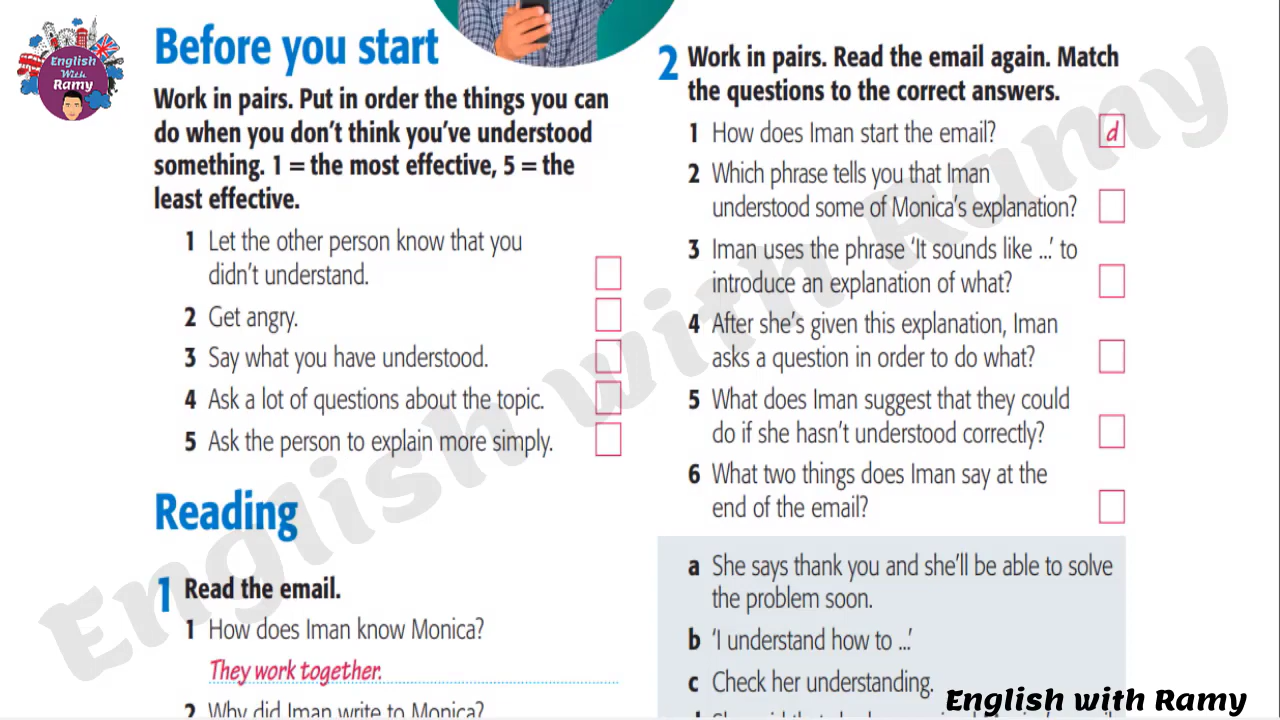 English
With
Ramy
Before you start
Work in pairs. Put in order the things you can
do when you don't think you've understood
something. 1 = the most effective, 5 = the
least effective.
1 Let the other person know that you
didn't understand.
2 Get angry.
3 Say what you have understood.
4 Ask a lot of questions about the topic.
5 Ask the person to explain more simply.
Reading
1 Read the email.
1 How does Iman know Monica?
They work together.
2 Why did Iman write to Monica?
2 Work in pairs. Read the email again. Match
the questions to the correct answers.
1 How does Iman start the email?
d
2 Which phrase tells you that Iman
understood some of Monica's explanation?
3 Iman uses the phrase 'It sounds like ...' to
introduce an explanation of what?
4 After she's given this explanation, Iman
asks a question in order to do what?
5 What does Iman suggest that they could
do if she hasn't understood correctly?
6 What two things does Iman say at the
end of the email?
a She says thank you and she'll be able to solve
the problem soon.
b 'I understand how to ...'
c Check her understanding.
English with Ramy
English with Ramy